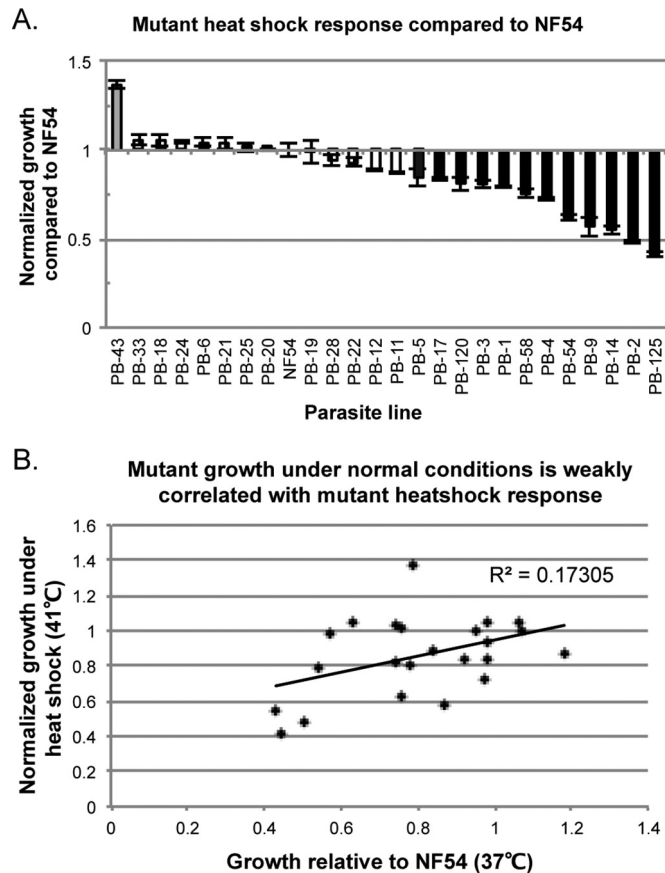 A.
Mutant heat shock response compared to NF54
Normalized growth
compared to NF54
1.5
1
0.5
0
PB-43
PB-33
PB-18
PB-24
PB-6
PB-21
PB-25
PB-20
NF54
PB-19
PB-28
PB-22
PB-12
PB-11
PB-5
PB-17
PB-120
PB-3
PB-1
PB-58
PB-4
PB-54
PB-9
PB-14
PB-2
PB-125
Parasite line
B.
Mutant growth under normal conditions is weakly
correlated with mutant heatshock response
Normalized growth under
heat shock (41℃)
1.6
1.4
1.2
1
0.8
0.6
0.4
0.2
0
R² = 0.17305
0 0.2 0.4 0.6 0.8 1 1.2 1.4
Growth relative to NF54 (37℃)